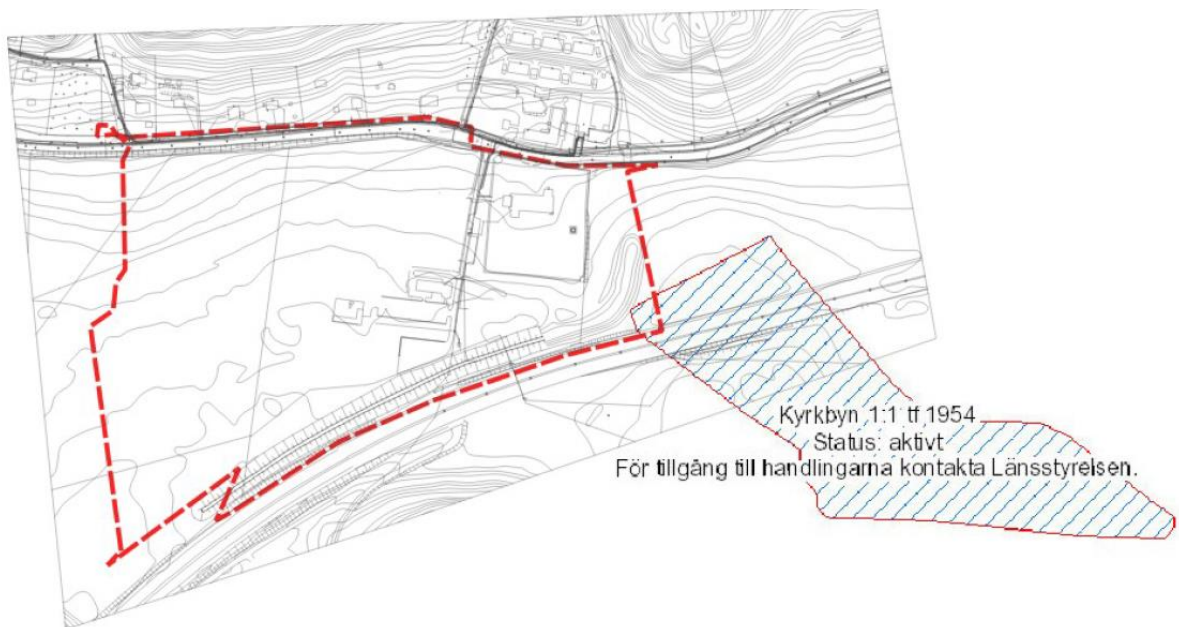 Kyrkbyn 1:1 tf 1954
Status: aktivt
För tillgång till handlingarna kontakta Länsstyrelsen.